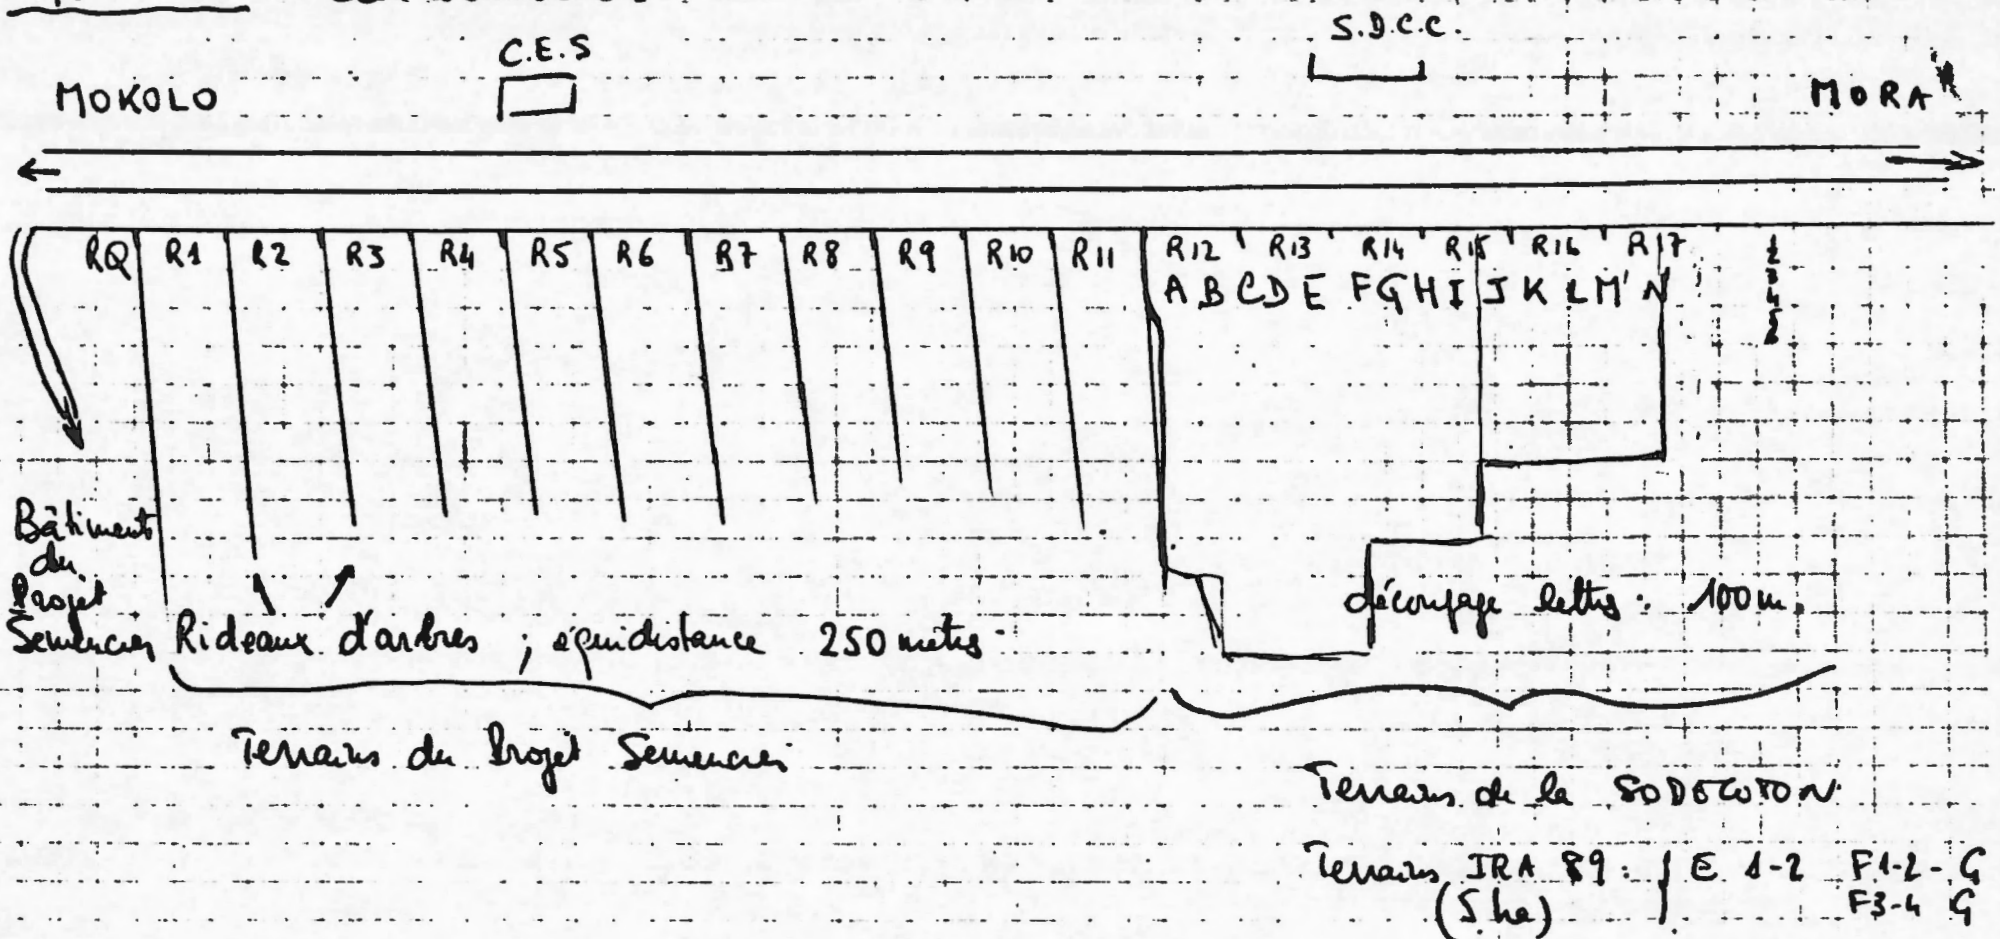 C.E.S
S.D.C.C.
MOKOLO
MORA
RQ R1 R2 R3 R4 R5 R6 R7 R8 R9 R10 R11 R12 R13 R14 R15 R16 R17
A B C D E F G H I J K L M N
1
2
3
4
5
Bâtiments
du
Projet
Semences
Rideaux d'arbres ; équidistance 250 mètres
découpage lettres : 100 m.
Terrains du Projet Semences
Terrains de la SODECOTON
Terrains IRA 89 : E 1-2 F1-2 - G
(5 ha) F3-4 G